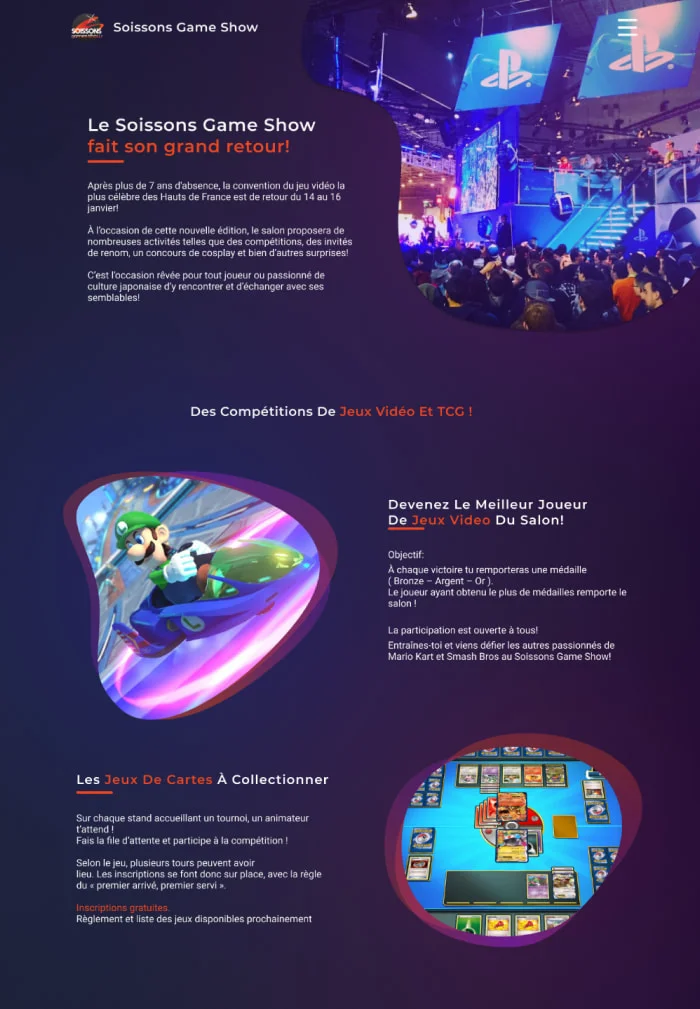 SOISSONS
Soissons Game Show
Le Soissons Game Show
fait son grand retour!
Après plus de 7 ans d'absence, la convention du jeu vidéo la
plus célèbre des Hauts de France est de retour du 14 au 16
janvier!
À l'occasion de cette nouvelle édition, le salon proposera de
nombreuses activités telles que des compétitions, des invités
de renom, un concours de cosplay et bien d'autres surprises!
C'est l'occasion rêvée pour tout joueur ou passionné de
culture japonaise d'y rencontrer et d'échanger avec ses
semblables!
Des Compétitions De Jeux Vidéo Et TCG !
Devenez Le Meilleur Joueur
De Jeux Video Du Salon!
Objectif:
À chaque victoire tu remporteras une médaille
( Bronze – Argent – Or ).
Le joueur ayant obtenu le plus de médailles remporte le
salon !
La participation est ouverte à tous!
Entraînes-toi et viens défier les autres passionnés de
Mario Kart et Smash Bros au Soissons Game Show!
Les Jeux De Cartes À Collectionner
Sur chaque stand accueillant un tournoi, un animateur
t'attend !
Fais la file d'attente et participe à la compétition !
Selon le jeu, plusieurs tours peuvent avoir
lieu. Les inscriptions se font donc sur place, avec la règle
du « premier arrivé, premier servi ».
Inscriptions gratuites.
Règlement et liste des jeux disponibles prochainement